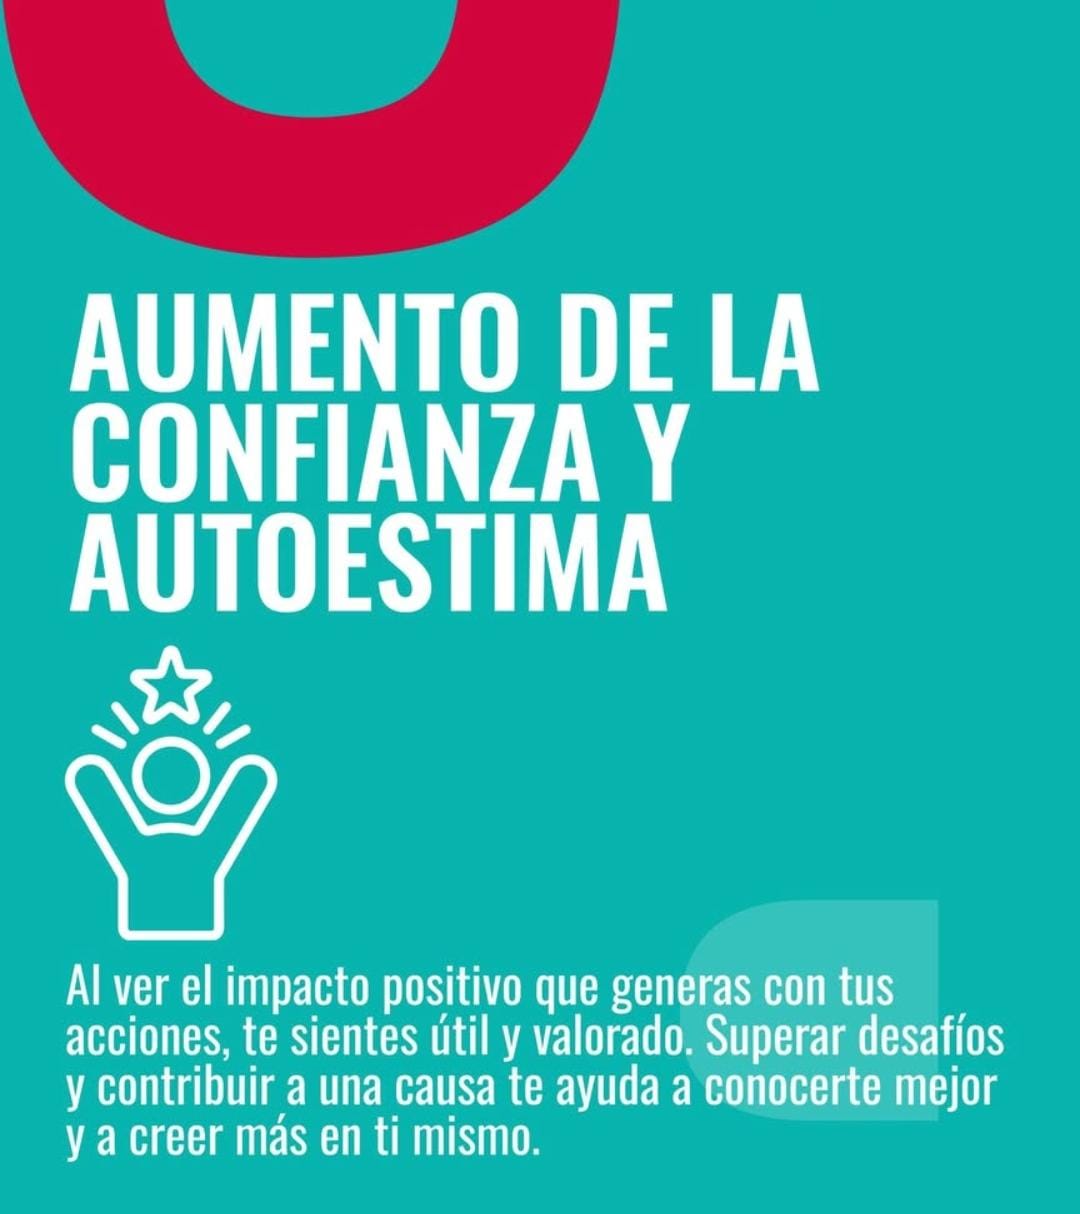 AUMENTO DE LA
CONFIANZA Y
AUTOESTIMA
Al ver el impacto positivo que generas con tus
acciones, te sientes útil y valorado. Superar desafíos
y contribuir a una causa te ayuda a conocerte mejor
y a creer más en ti mismo.